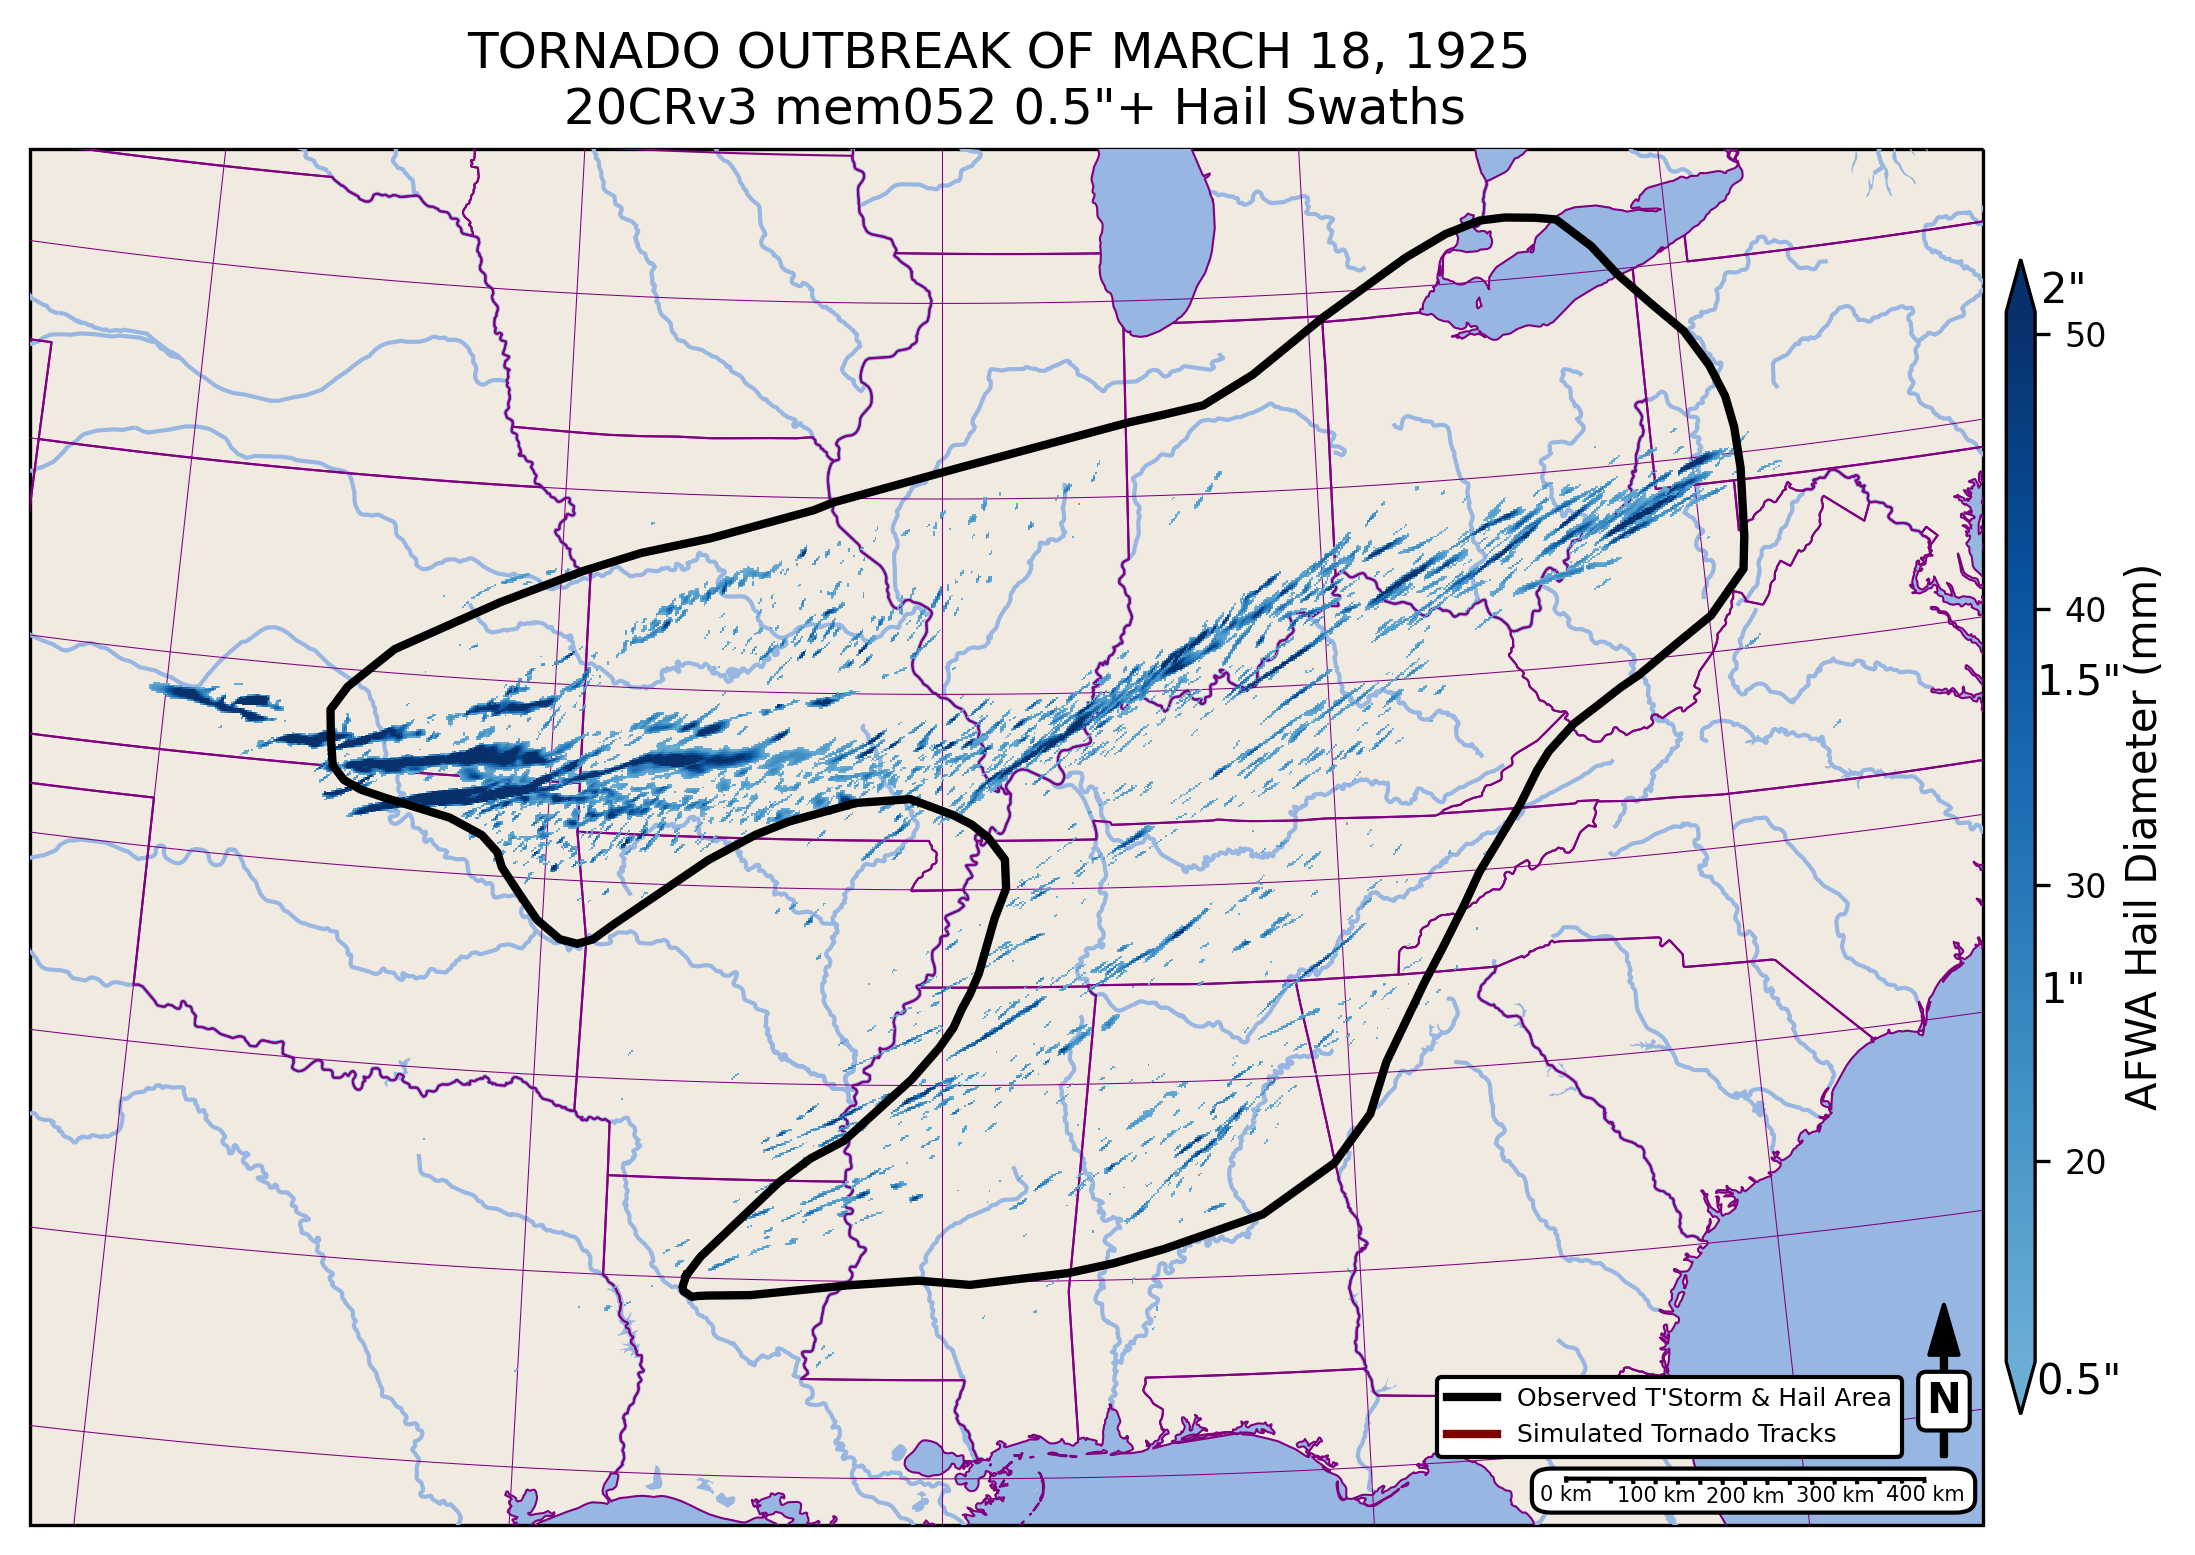 TORNADO OUTBREAK OF MARCH 18, 1925
20CRv3 mem052 0.5"+ Hail Swaths
2"
50
40
1.5"
30
1"
20
0.5"
AFWA Hail Diameter (mm)
Observed T'Storm & Hail Area
Simulated Tornado Tracks
N
0 km 100 km 200 km 300 km 400 km